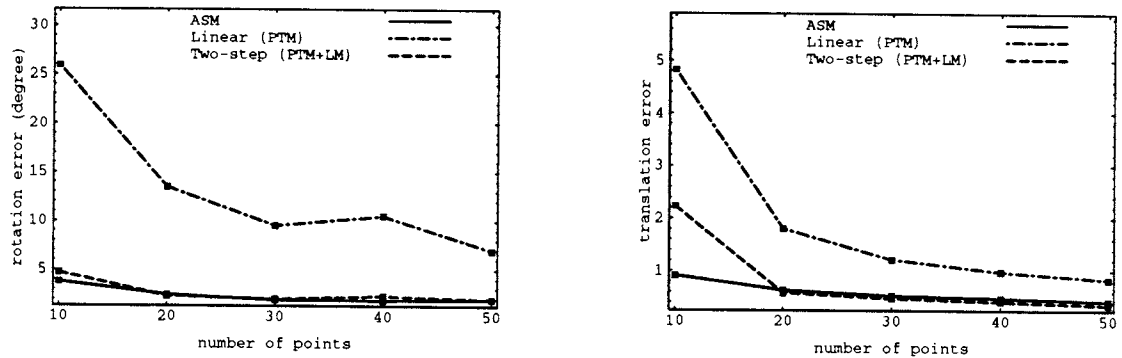 ASM
Linear (PTM)
Two-step (PTM+LM)
30
25
20
15
10
5
rotation error (degree)
10 20 30 40 50
number of points
ASM
Linear (PTM)
Two-step (PTM+LM)
5
4
3
2
1
translation error
10 20 30 40 50
number of points